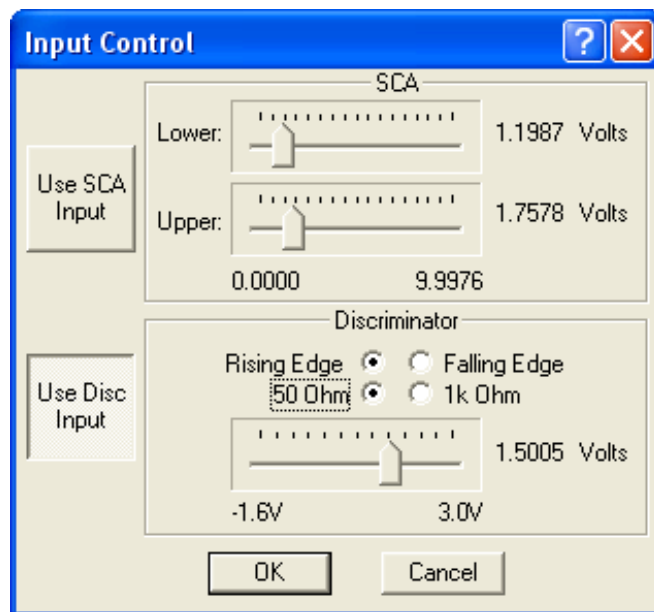 Input Control
SCA
Lower:
1.1987 Volts
Use SCA
Input
Upper:
1.7578 Volts
0.0000 9.9976
Discriminator
Rising Edge Falling Edge
50 Ohm 1k Ohm
Use Disc
Input
1.5005 Volts
-1.6V 3.0V
OK Cancel